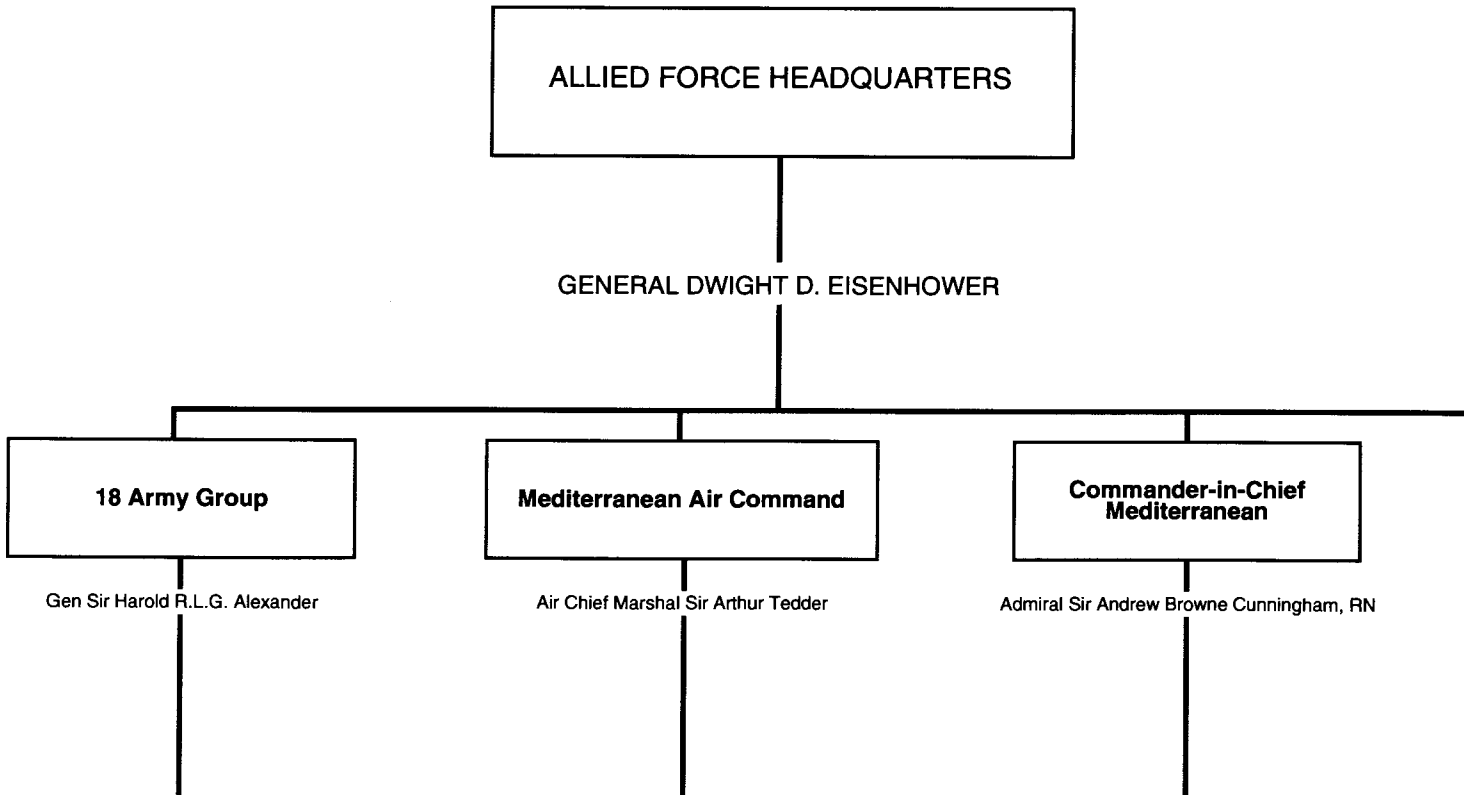 ALLIED FORCE HEADQUARTERS
GENERAL DWIGHT D. EISENHOWER
18 Army Group
Gen Sir Harold R.L.G. Alexander
Mediterranean Air Command
Air Chief Marshal Sir Arthur Tedder
Commander-in-Chief
Mediterranean
Admiral Sir Andrew Browne Cunningham, RN